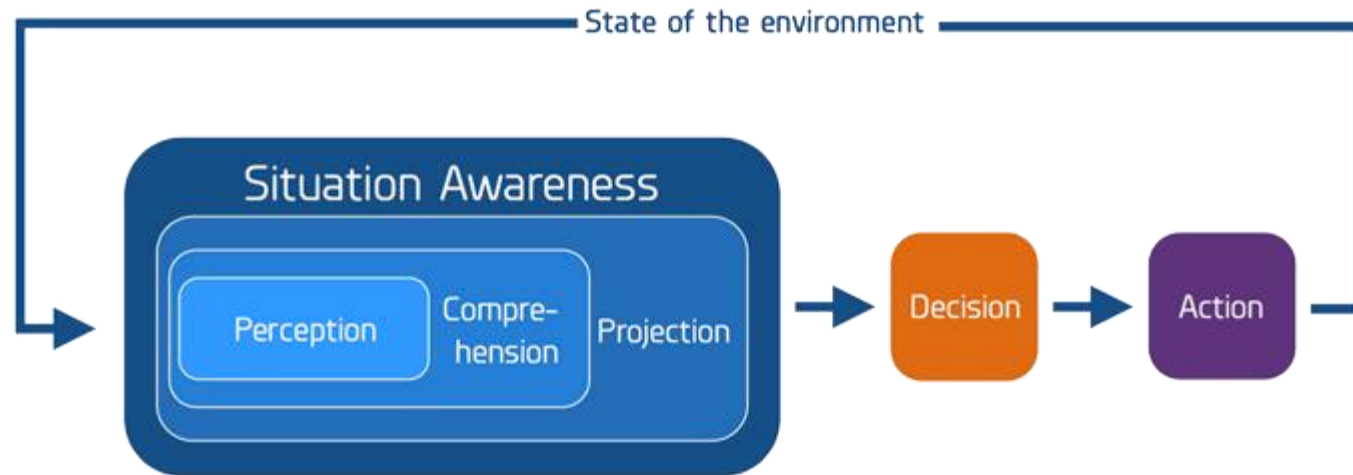 State of the environment
Situation Awareness
Perception
Compre-
hension
Projection
Decision
Action